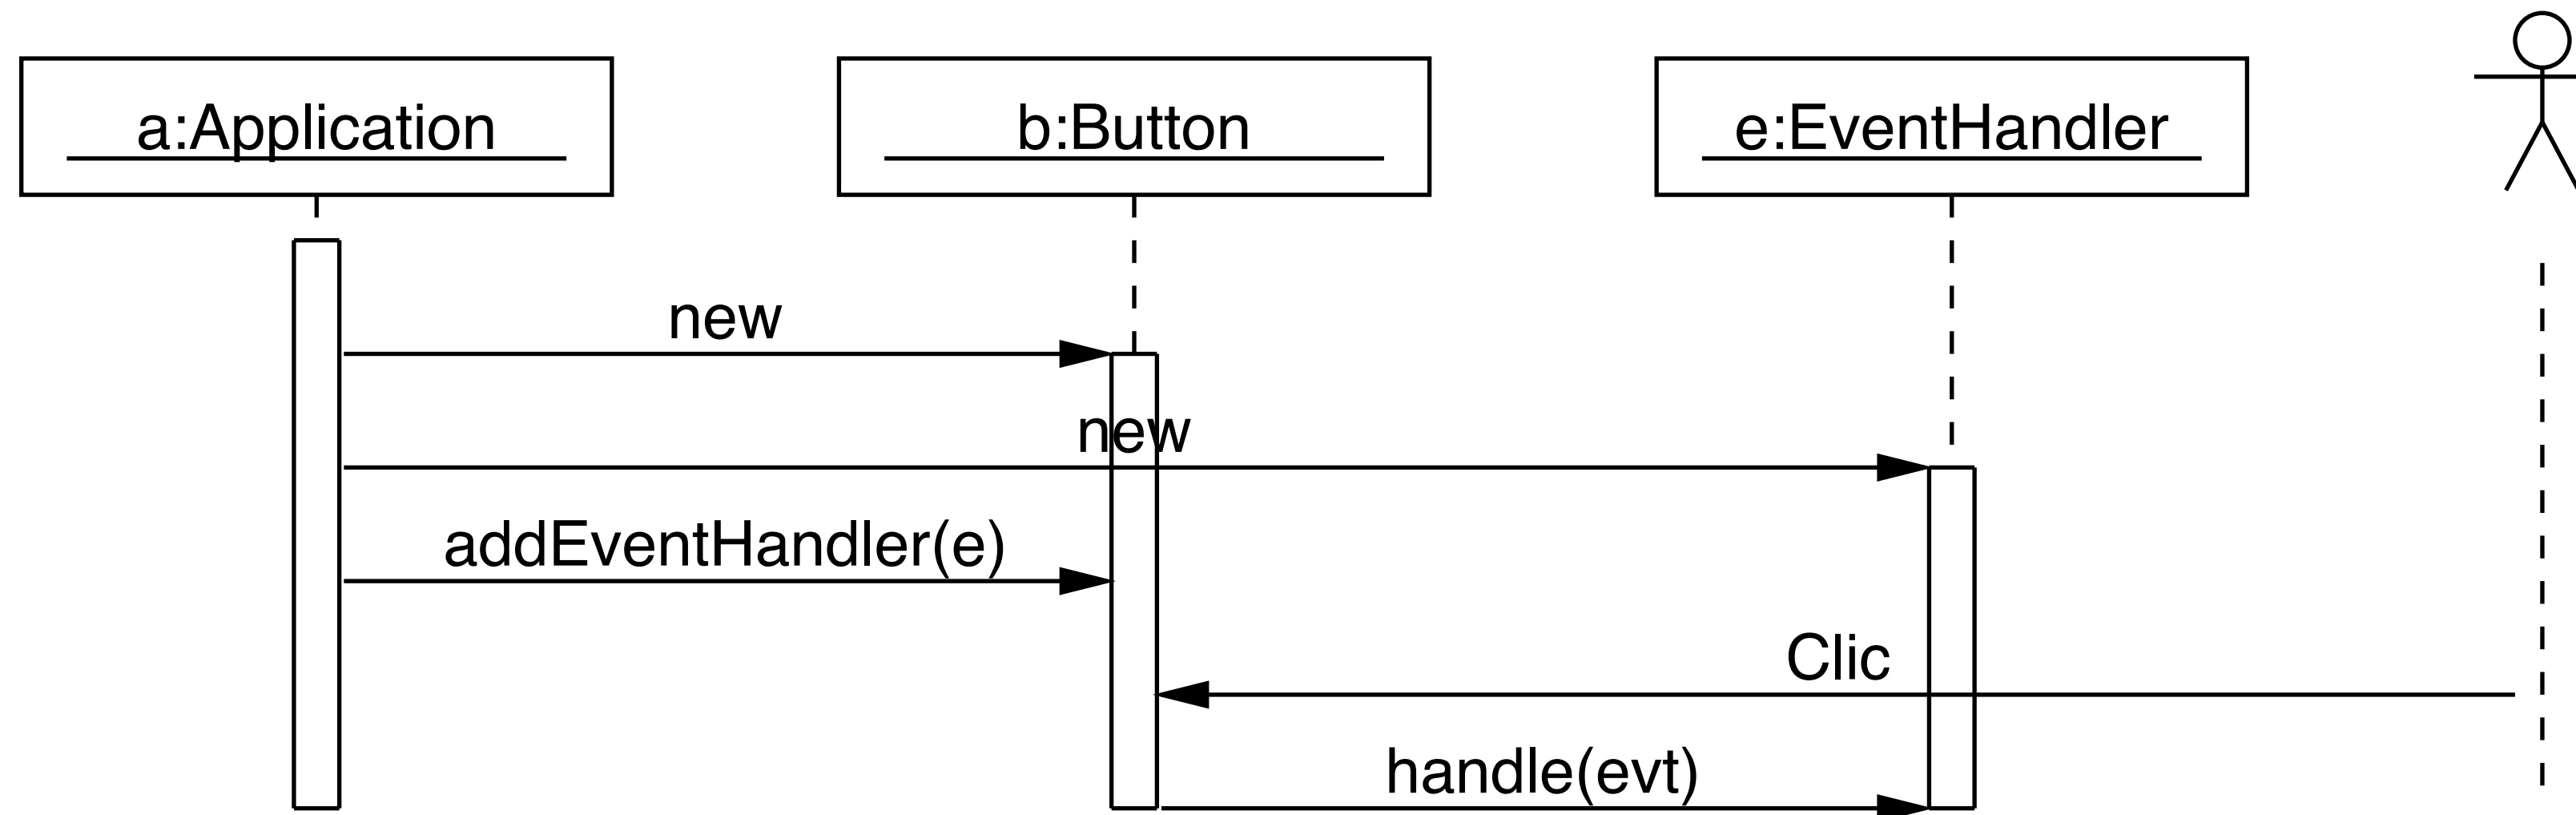 a:Application
b:Button
e:EventHandler
new
new
addEventHandler(e)
Clic
handle(evt)